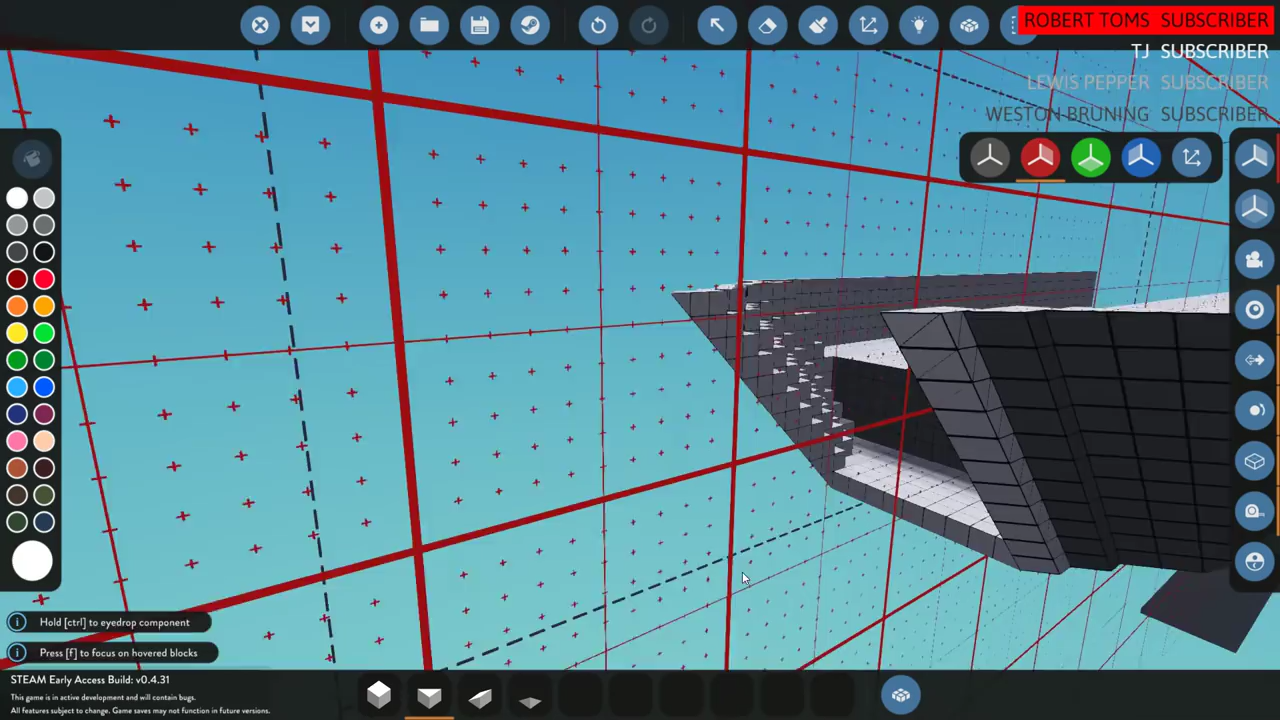 ROBERT TOMS SUBSCRIBER
TJ SUBSCRIBER
LEWIS PEPPER SUBSCRIBER
WESTON BRUNING SUBSCRIBER
Hold [ctrl] to eyedrop component
Press [f] to focus on hovered blocks
STEAM Early Access Build: v0.4.31
This game is in active development and will contain bugs.
All features subject to change. Game saves may not function in future versions.